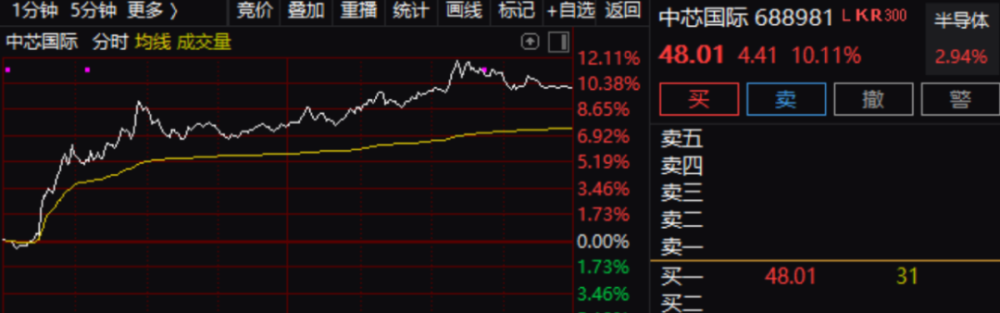 1分钟 5分钟 更多 〉 竞价 叠加 重播 统计 画线 标记 +自选 返回
中芯国际 分时 均线 成交量
12.11%
10.38%
8.65%
6.92%
5.19%
3.46%
1.73%
0.00%
1.73%
3.46%
中芯国际 688981 L KR300
半导体
48.01 4.41 10.11%
2.94%
买 卖 撤 警
卖五
卖四
卖三
卖二
卖一
买一 48.01 31
买二